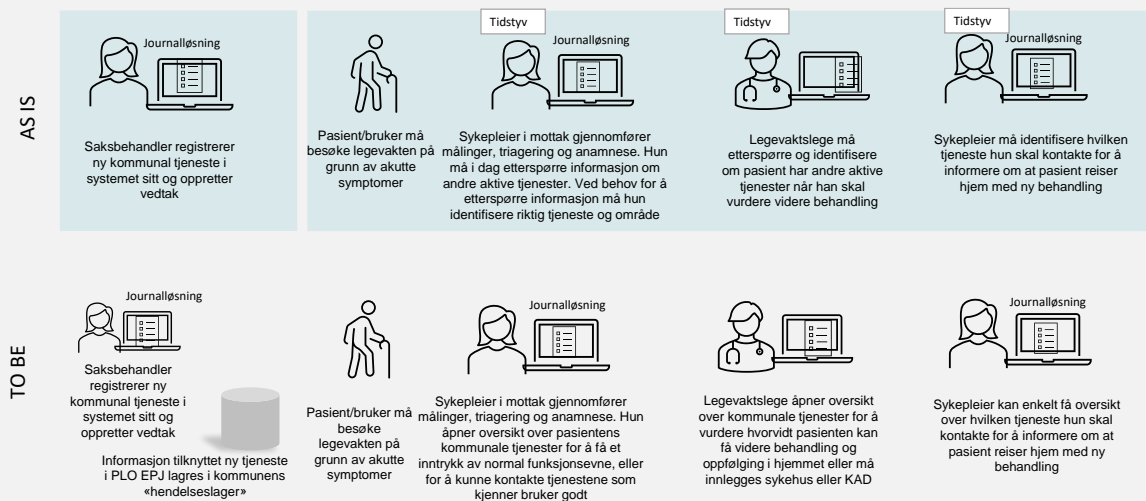 AS IS
Journalløsning
Saksbehandler registrerer
ny kommunal tjeneste i
systemet sitt og oppretter
vedtak
Pasient/bruker må
besøke legevakten på
grunn av akutte
symptomer
Tidstyv
Journalløsning
Sykepleier i mottak gjennomfører
målinger, triagering og anamnese. Hun
må i dag etterspørre informasjon om
andre aktive tjenester. Ved behov for å
etterspørre informasjon må hun
identifisere riktig tjeneste og område
Tidstyv
Legevaktslege må
etterspørre og identifisere
om pasient har andre aktive
tjenester når han skal
vurdere videre behandling
Tidstyv
Journalløsning
Sykepleier må identifisere hvilken
tjeneste hun skal kontakte for å
informere om at pasient reiser
hjem med ny behandling
TO BE
Journalløsning
Saksbehandler
registrerer ny
kommunal tjeneste i
systemet sitt og
oppretter vedtak
Informasjon tilknyttet ny tjeneste
i PLO EPJ lagres i kommunens
«hendelseslager»
Pasient/bruker må
besøke
legevakten på
grunn av akutte
symptomer
Journalløsning
Sykepleier i mottak gjennomfører
målinger, triagering og anamnese. Hun
åpner oversikt over pasientens
kommunale tjenester for å få et
inntrykk av normal funksjonsevne, eller
for å kunne kontakte tjenestene som
kjenner bruker godt
Legevaktslege åpner oversikt
over kommunale tjenester for å
vurdere hvorvidt pasienten kan
få videre behandling og
oppfølging i hjemmet eller må
innlegges sykehus eller KAD
Journalløsning
Sykepleier kan enkelt få oversikt
over hvilken tjeneste hun skal
kontakte for å informere om at
pasient reiser hjem med ny
behandling